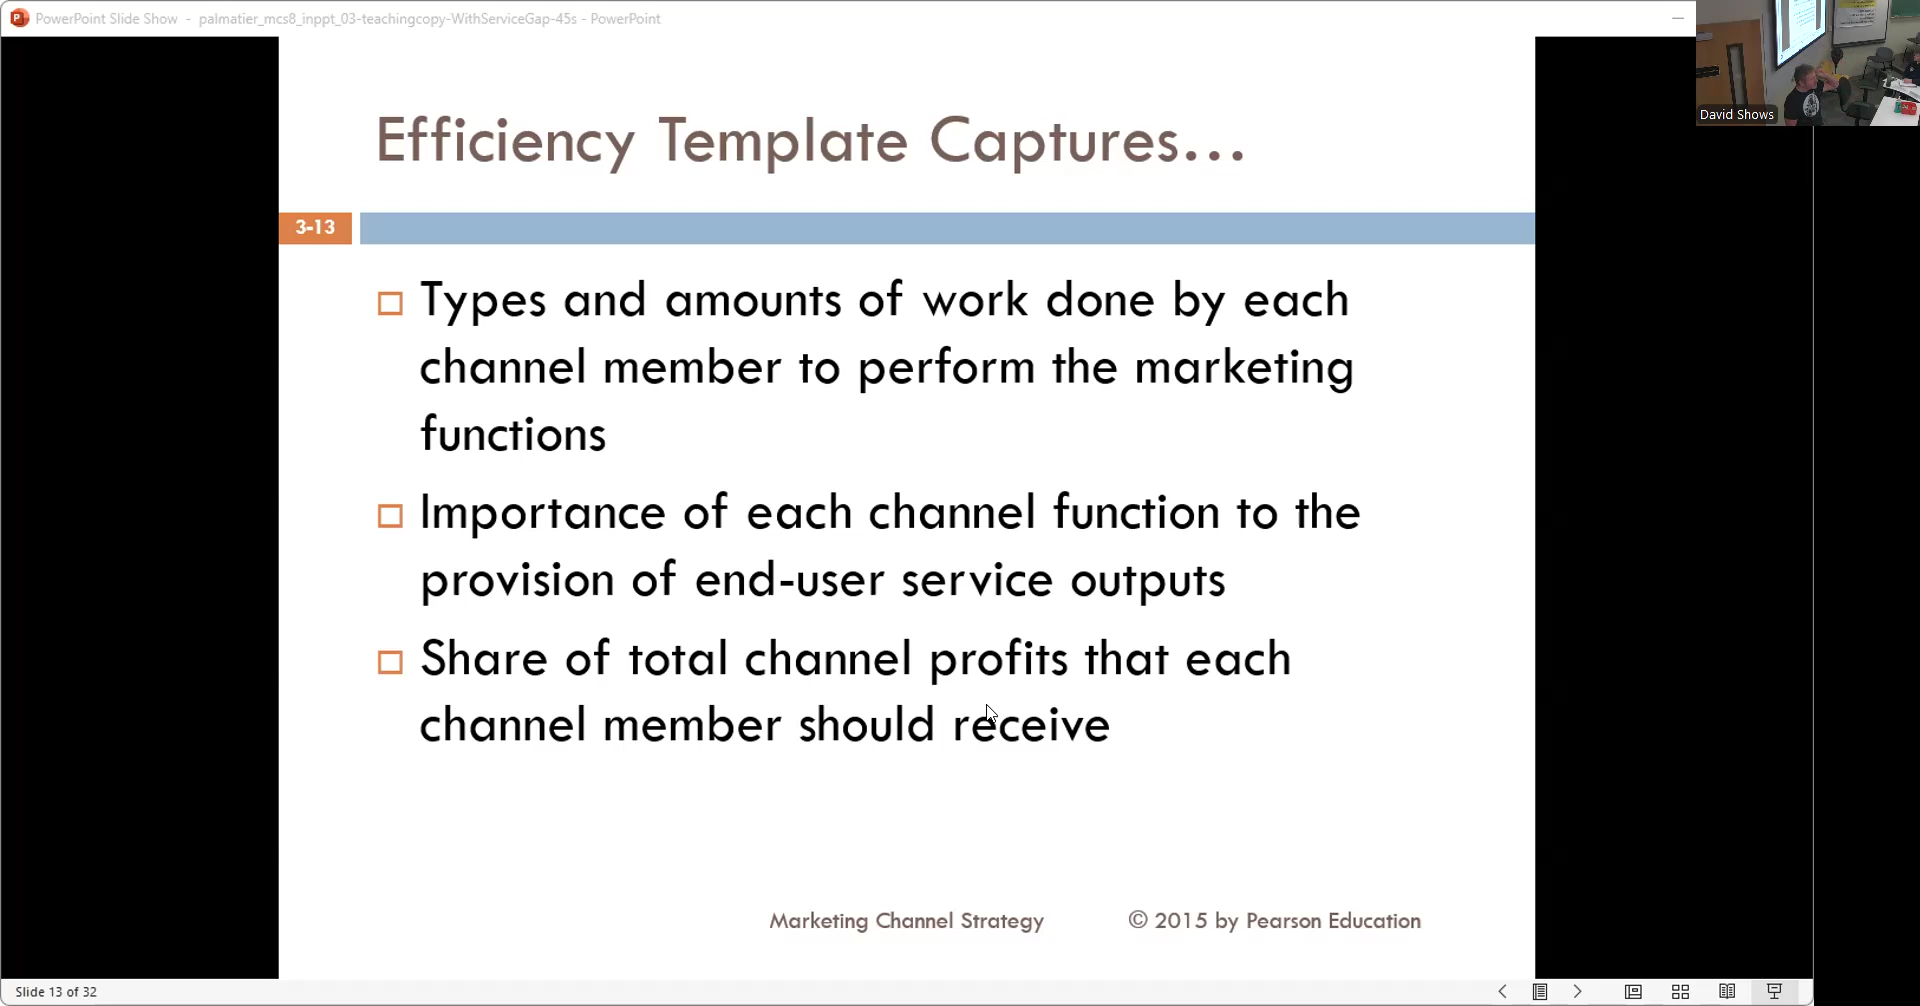 PowerPoint Slide Show - palmatier_mcs8_inppt_03-teachingcopy-WithServiceGap-45s - PowerPoint
David Shows
Efficiency Template Captures...
3-13
Types and amounts of work done by each
channel member to perform the marketing
functions
Importance of each channel function to the
provision of end-user service outputs
Share of total channel profits that each
channel member should receive
Marketing Channel Strategy © 2015 by Pearson Education
Slide 13 of 32